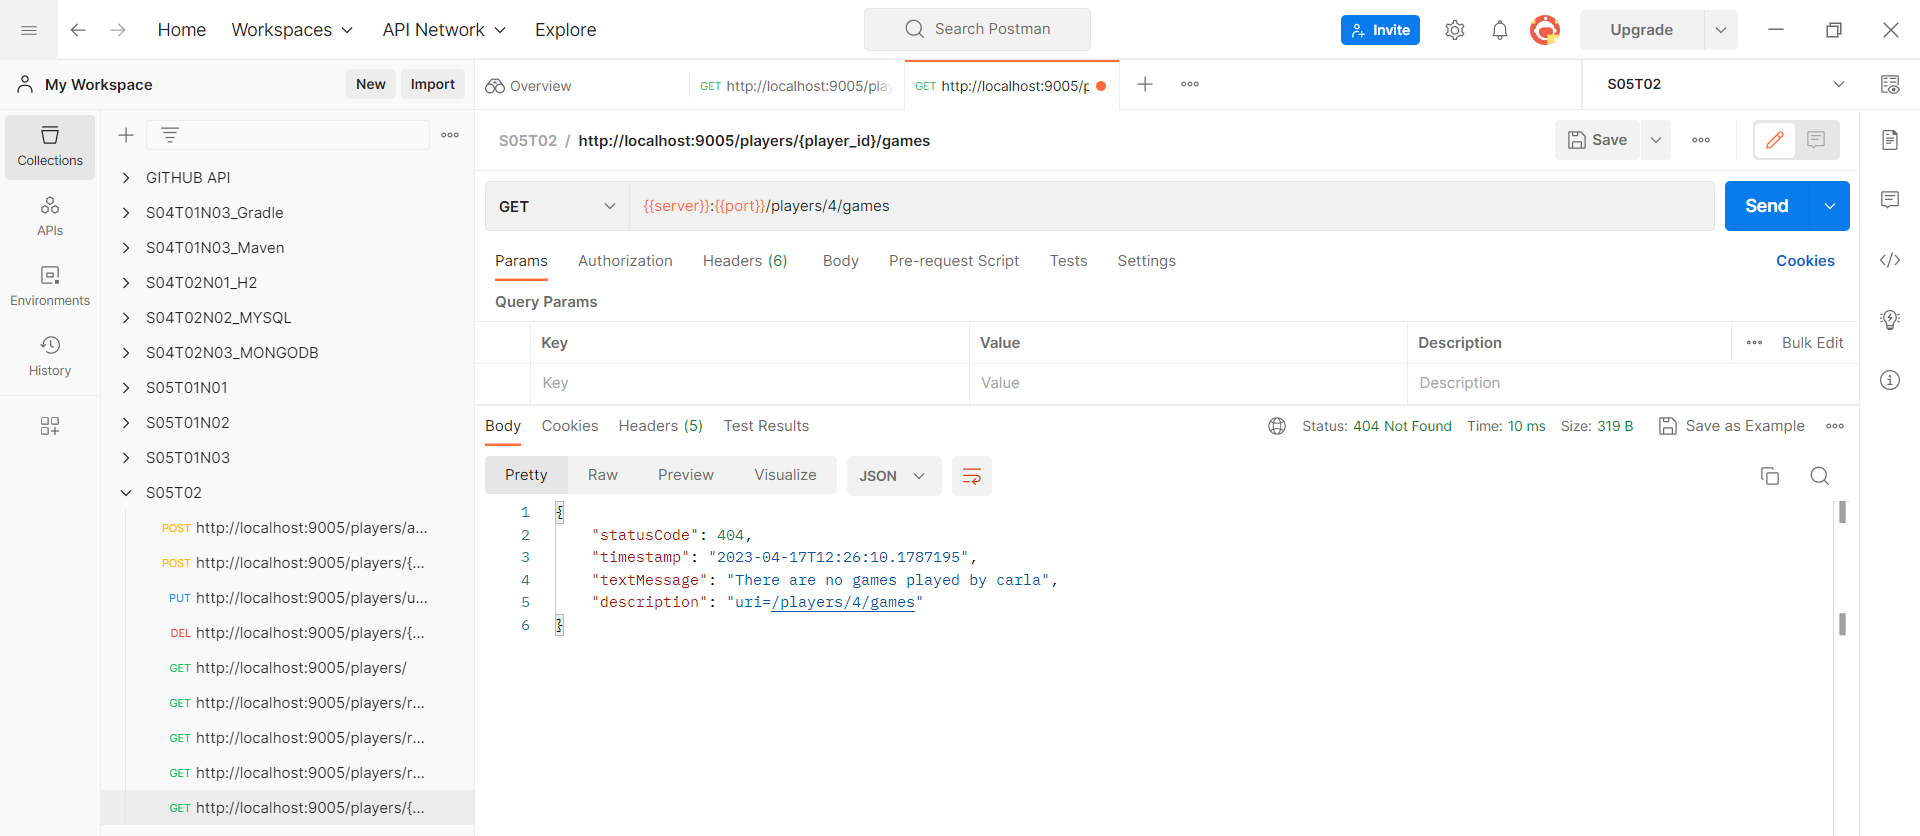 Home Workspaces API Network Explore Search Postman Invite Upgrade
My Workspace New Import Overview GET http://localhost:9005/pla GET http://localhost:9005/p S05T02
Collections
APIs
Environments
History
GITHUB API
S04T01N03_Gradle
S04T01N03_Maven
S04T02N01_H2
S04T02N02_MYSQL
S04T02N03_MONGODB
S05T01N01
S05T01N02
S05T01N03
S05T02
POST http://localhost:9005/players/a...
POST http://localhost:9005/players/{...
PUT http://localhost:9005/players/u...
DEL http://localhost:9005/players/{...
GET http://localhost:9005/players/
GET http://localhost:9005/players/r...
GET http://localhost:9005/players/r...
GET http://localhost:9005/players/r...
GET http://localhost:9005/players/{...
S05T02 / http://localhost:9005/players/{player_id}/games Save
GET {{server}}:{{port}}/players/4/games Send
Params Authorization Headers (6) Body Pre-request Script Tests Settings Cookies
Query Params
Key Value Description Bulk Edit
Key Value Description
Body Cookies Headers (5) Test Results Status: 404 Not Found Time: 10 ms Size: 319 B Save as Example
Pretty Raw Preview Visualize JSON
1 {
2 "statusCode": 404,
3 "timestamp": "2023-04-17T12:26:10.1787195",
4 "textMessage": "There are no games played by carla",
5 "description": "uri=/players/4/games"
6 }